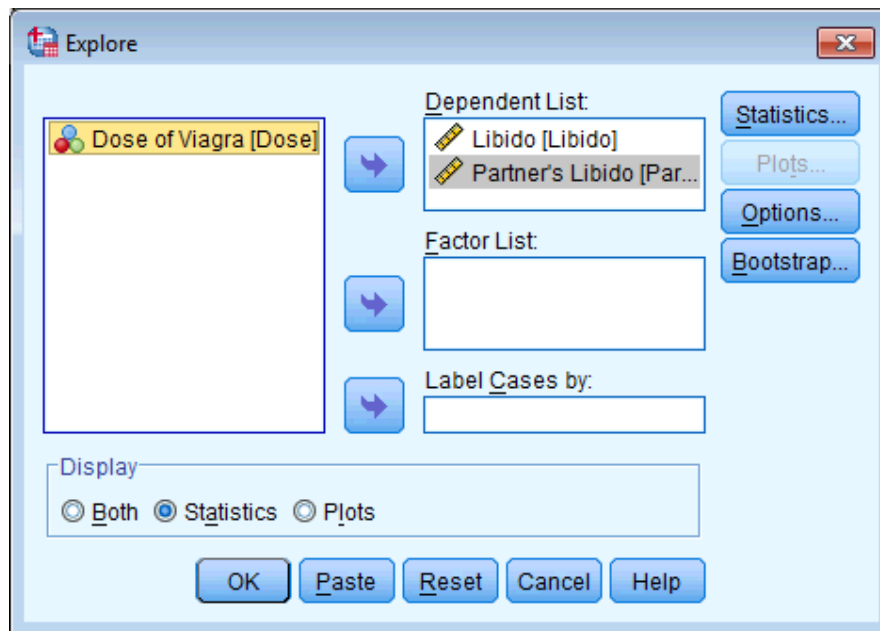 Explore
Dose of Viagra [Dose]
Dependent List:
Libido [Libido]
Partner's Libido [Par...
Factor List:
Label Cases by:
Statistics...
Plots...
Options...
Bootstrap...
Display
Both
Statistics
Plots
OK
Paste
Reset
Cancel
Help